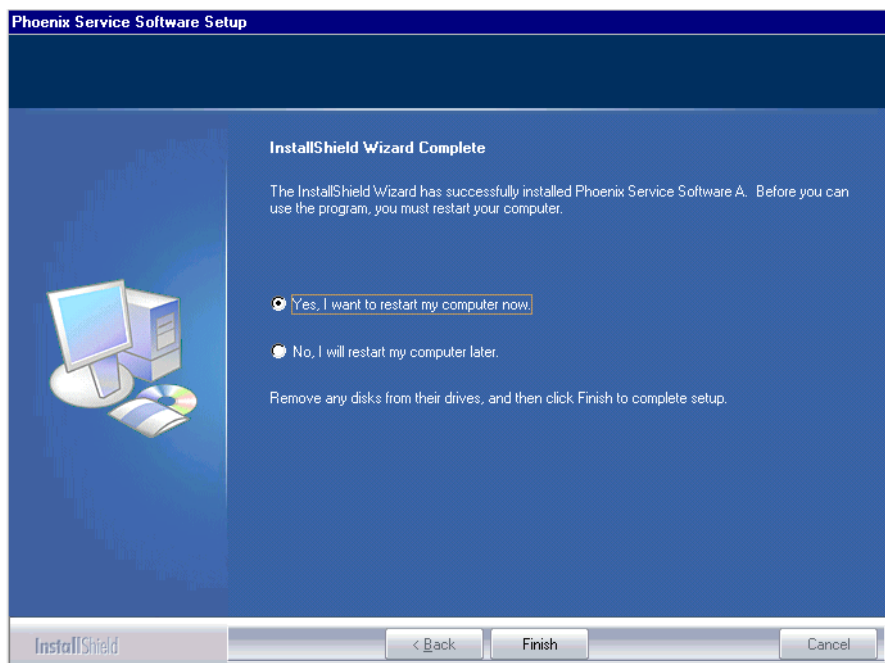 Phoenix Service Software Setup
InstallShield Wizard Complete
The InstallShield Wizard has successfully installed Phoenix Service Software A. Before you can
use the program, you must restart your computer.
Yes, I want to restart my computer now.
No, I will restart my computer later.
Remove any disks from their drives, and then click Finish to complete setup.
InstallShield
< Back
Finish
Cancel